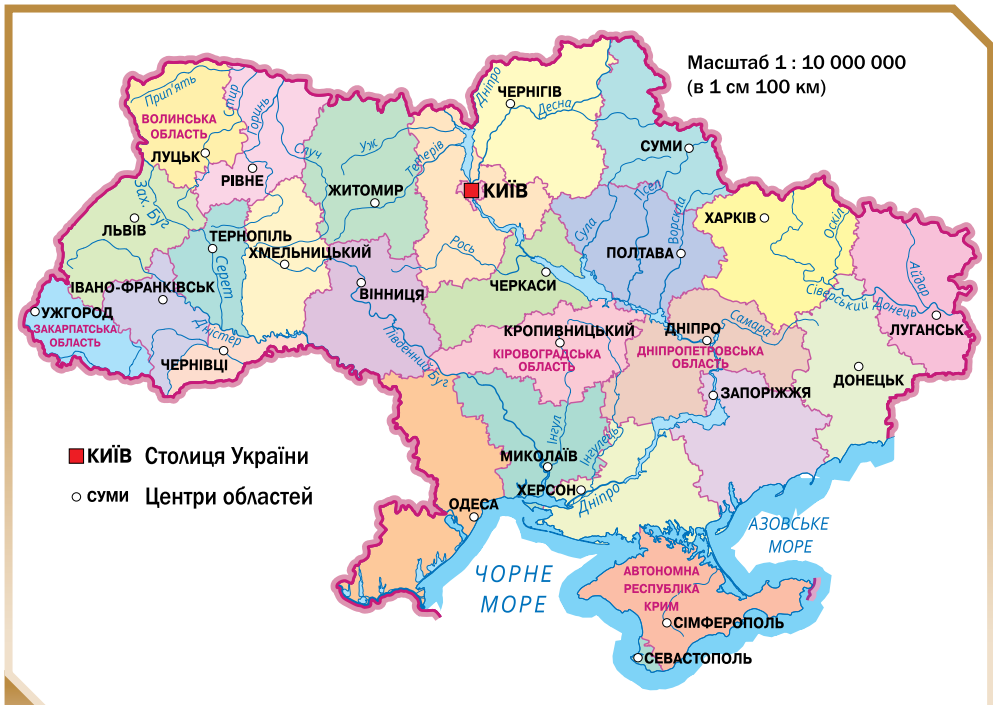 Масштаб 1 : 10 000 000
(в 1 см 100 км)
Дніпро
ЧЕРНІГІВ
Десна
Прип'ять
Стир
Горинь
ВОЛИНСЬКА
ОБЛАСТЬ
ЛУЦЬК
РІВНЕ
Случ
Уж
Тетерів
ЖИТОМИР
КИЇВ
СУМИ
Зах. Буг
ЛЬВІВ
ТЕРНОПІЛЬ
ХМЕЛЬНИЦЬКИЙ
Серет
Рось
Сула
Псел
Ворскла
ПОЛТАВА
ХАРКІВ
Оскіл
Айдар
Сіверський Донець
ЛУГАНСЬК
ІВАНО-ФРАНКІВСЬК
УЖГОРОД
ЗАКАРПАТСЬКА
ОБЛАСТЬ
Дністер
ЧЕРНІВЦІ
ВІННИЦЯ
Південний Буг
ЧЕРКАСИ
КРОПИВНИЦЬКИЙ
КІРОВОГРАДСЬКА
ОБЛАСТЬ
ДНІПРО
Самара
ДНІПРОПЕТРОВСЬКА
ОБЛАСТЬ
ДОНЕЦЬК
ЗАПОРІЖЖЯ
Інгул
Інгулець
МИКОЛАЇВ
ХЕРСОН
Дніпро
ОДЕСА
КИЇВ Столиця України
СУМИ Центри областей
АЗОВСЬКЕ
МОРЕ
ЧОРНЕ
МОРЕ
АВТОНОМНА
РЕСПУБЛІКА
КРИМ
СІМФЕРОПОЛЬ
СЕВАСТОПОЛЬ